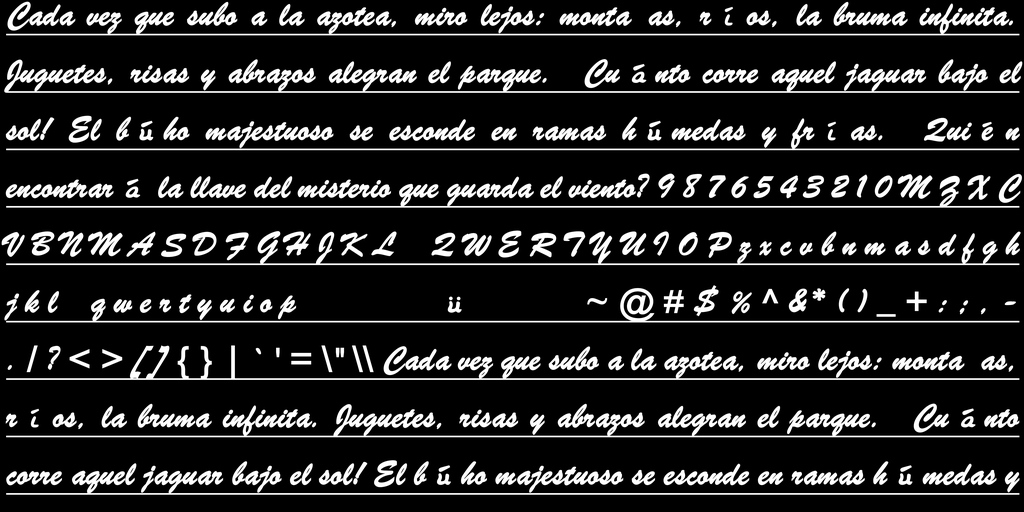 Cada vez que subo a la azotea, miro lejos: monta as, r í os, la bruma infinita.
Juguetes, risas y abrazos alegran el parque. Cu á nto corre aquel jaguar bajo el
sol! El b ú ho majestuoso se esconde en ramas h ú medas y fr í as. Qui é n
encontrar á la llave del misterio que guarda el viento? 9 8 7 6 5 4 3 2 1 0 M Z X C
V B N M A S D F G H J K L Q W E R T Y U I O P z x c v b n m a s d f g h
j k l q w e r t y u i o p ü ~ @ # $ % ^ & * ( ) _ + : ; , -
. / ? < > [ ] { } | ` ' = \" \\ Cada vez que subo a la azotea, miro lejos: monta as,
r í os, la bruma infinita. Juguetes, risas y abrazos alegran el parque. Cu á nto
corre aquel jaguar bajo el sol! El b ú ho majestuoso se esconde en ramas h ú medas y